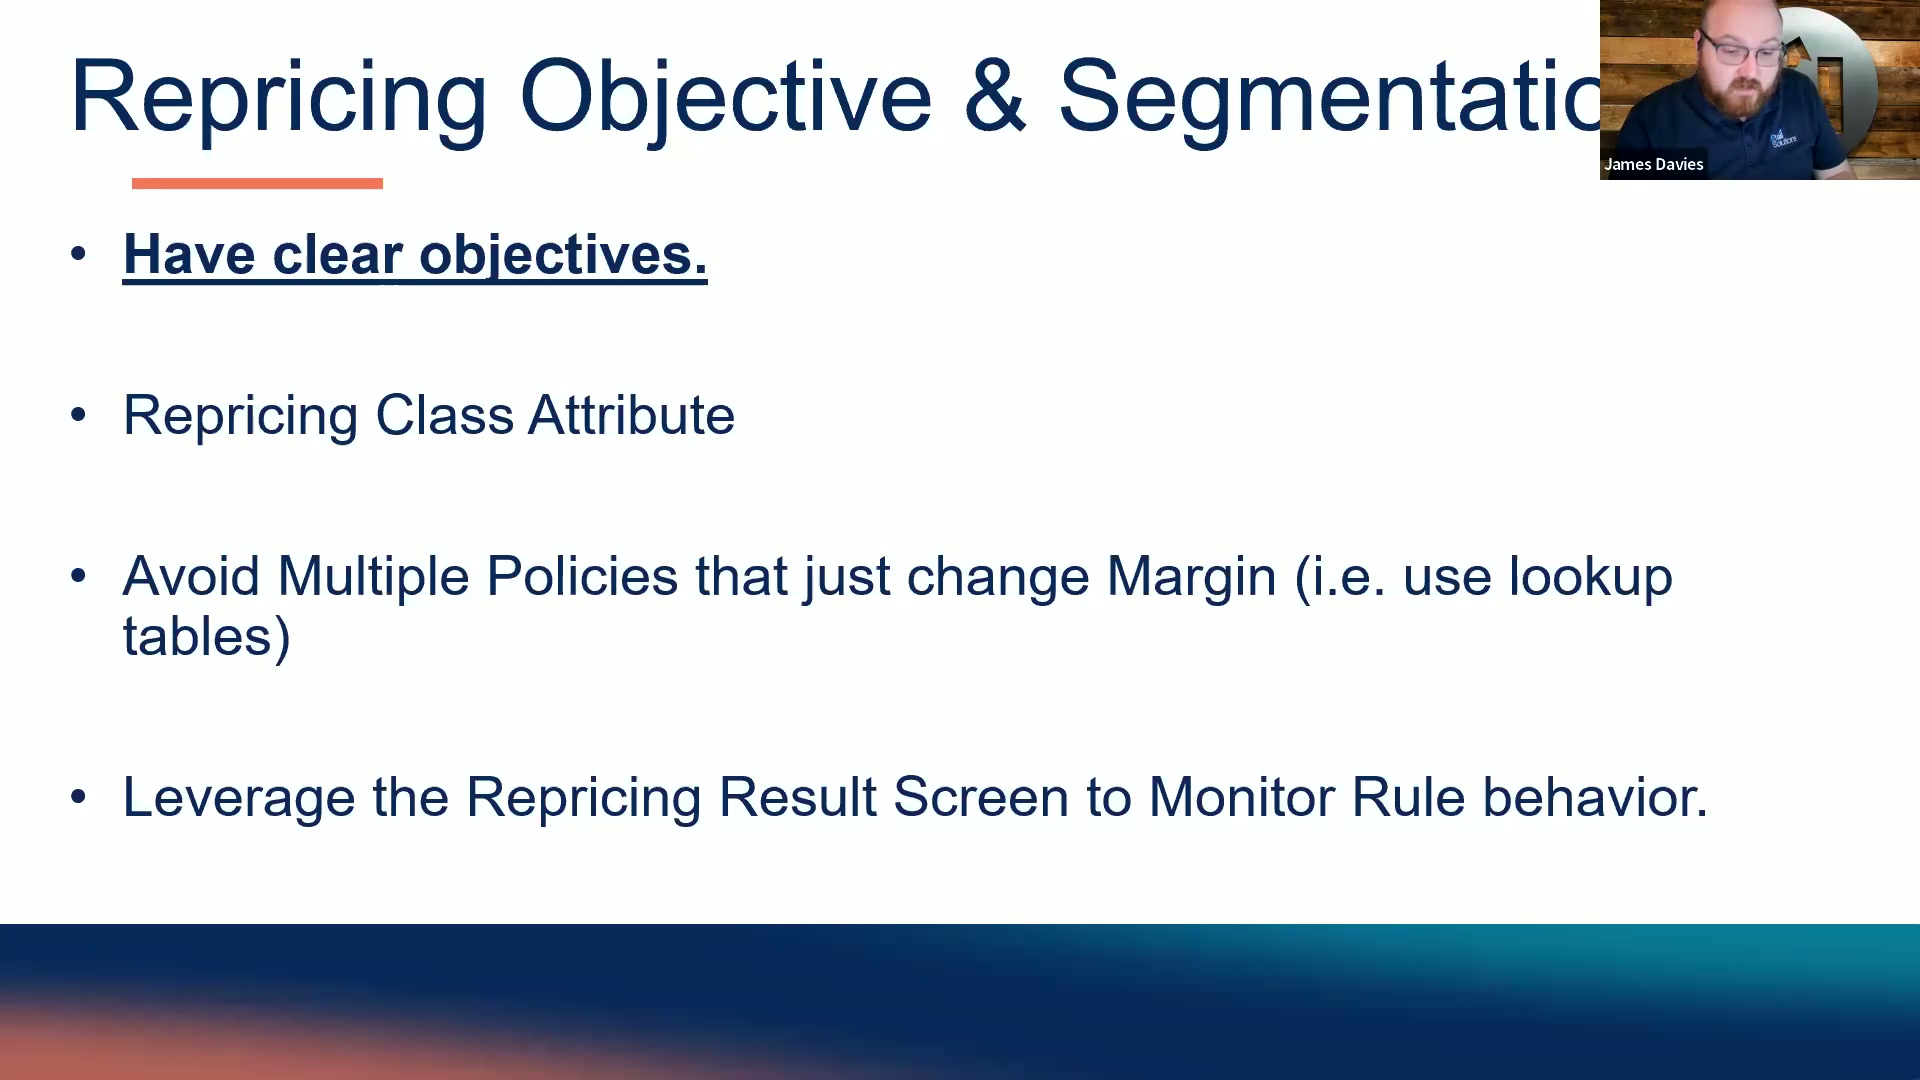 Repricing Objective & Segmentatio
James Davies
• Have clear objectives.
• Repricing Class Attribute
• Avoid Multiple Policies that just change Margin (i.e. use lookup
tables)
• Leverage the Repricing Result Screen to Monitor Rule behavior.